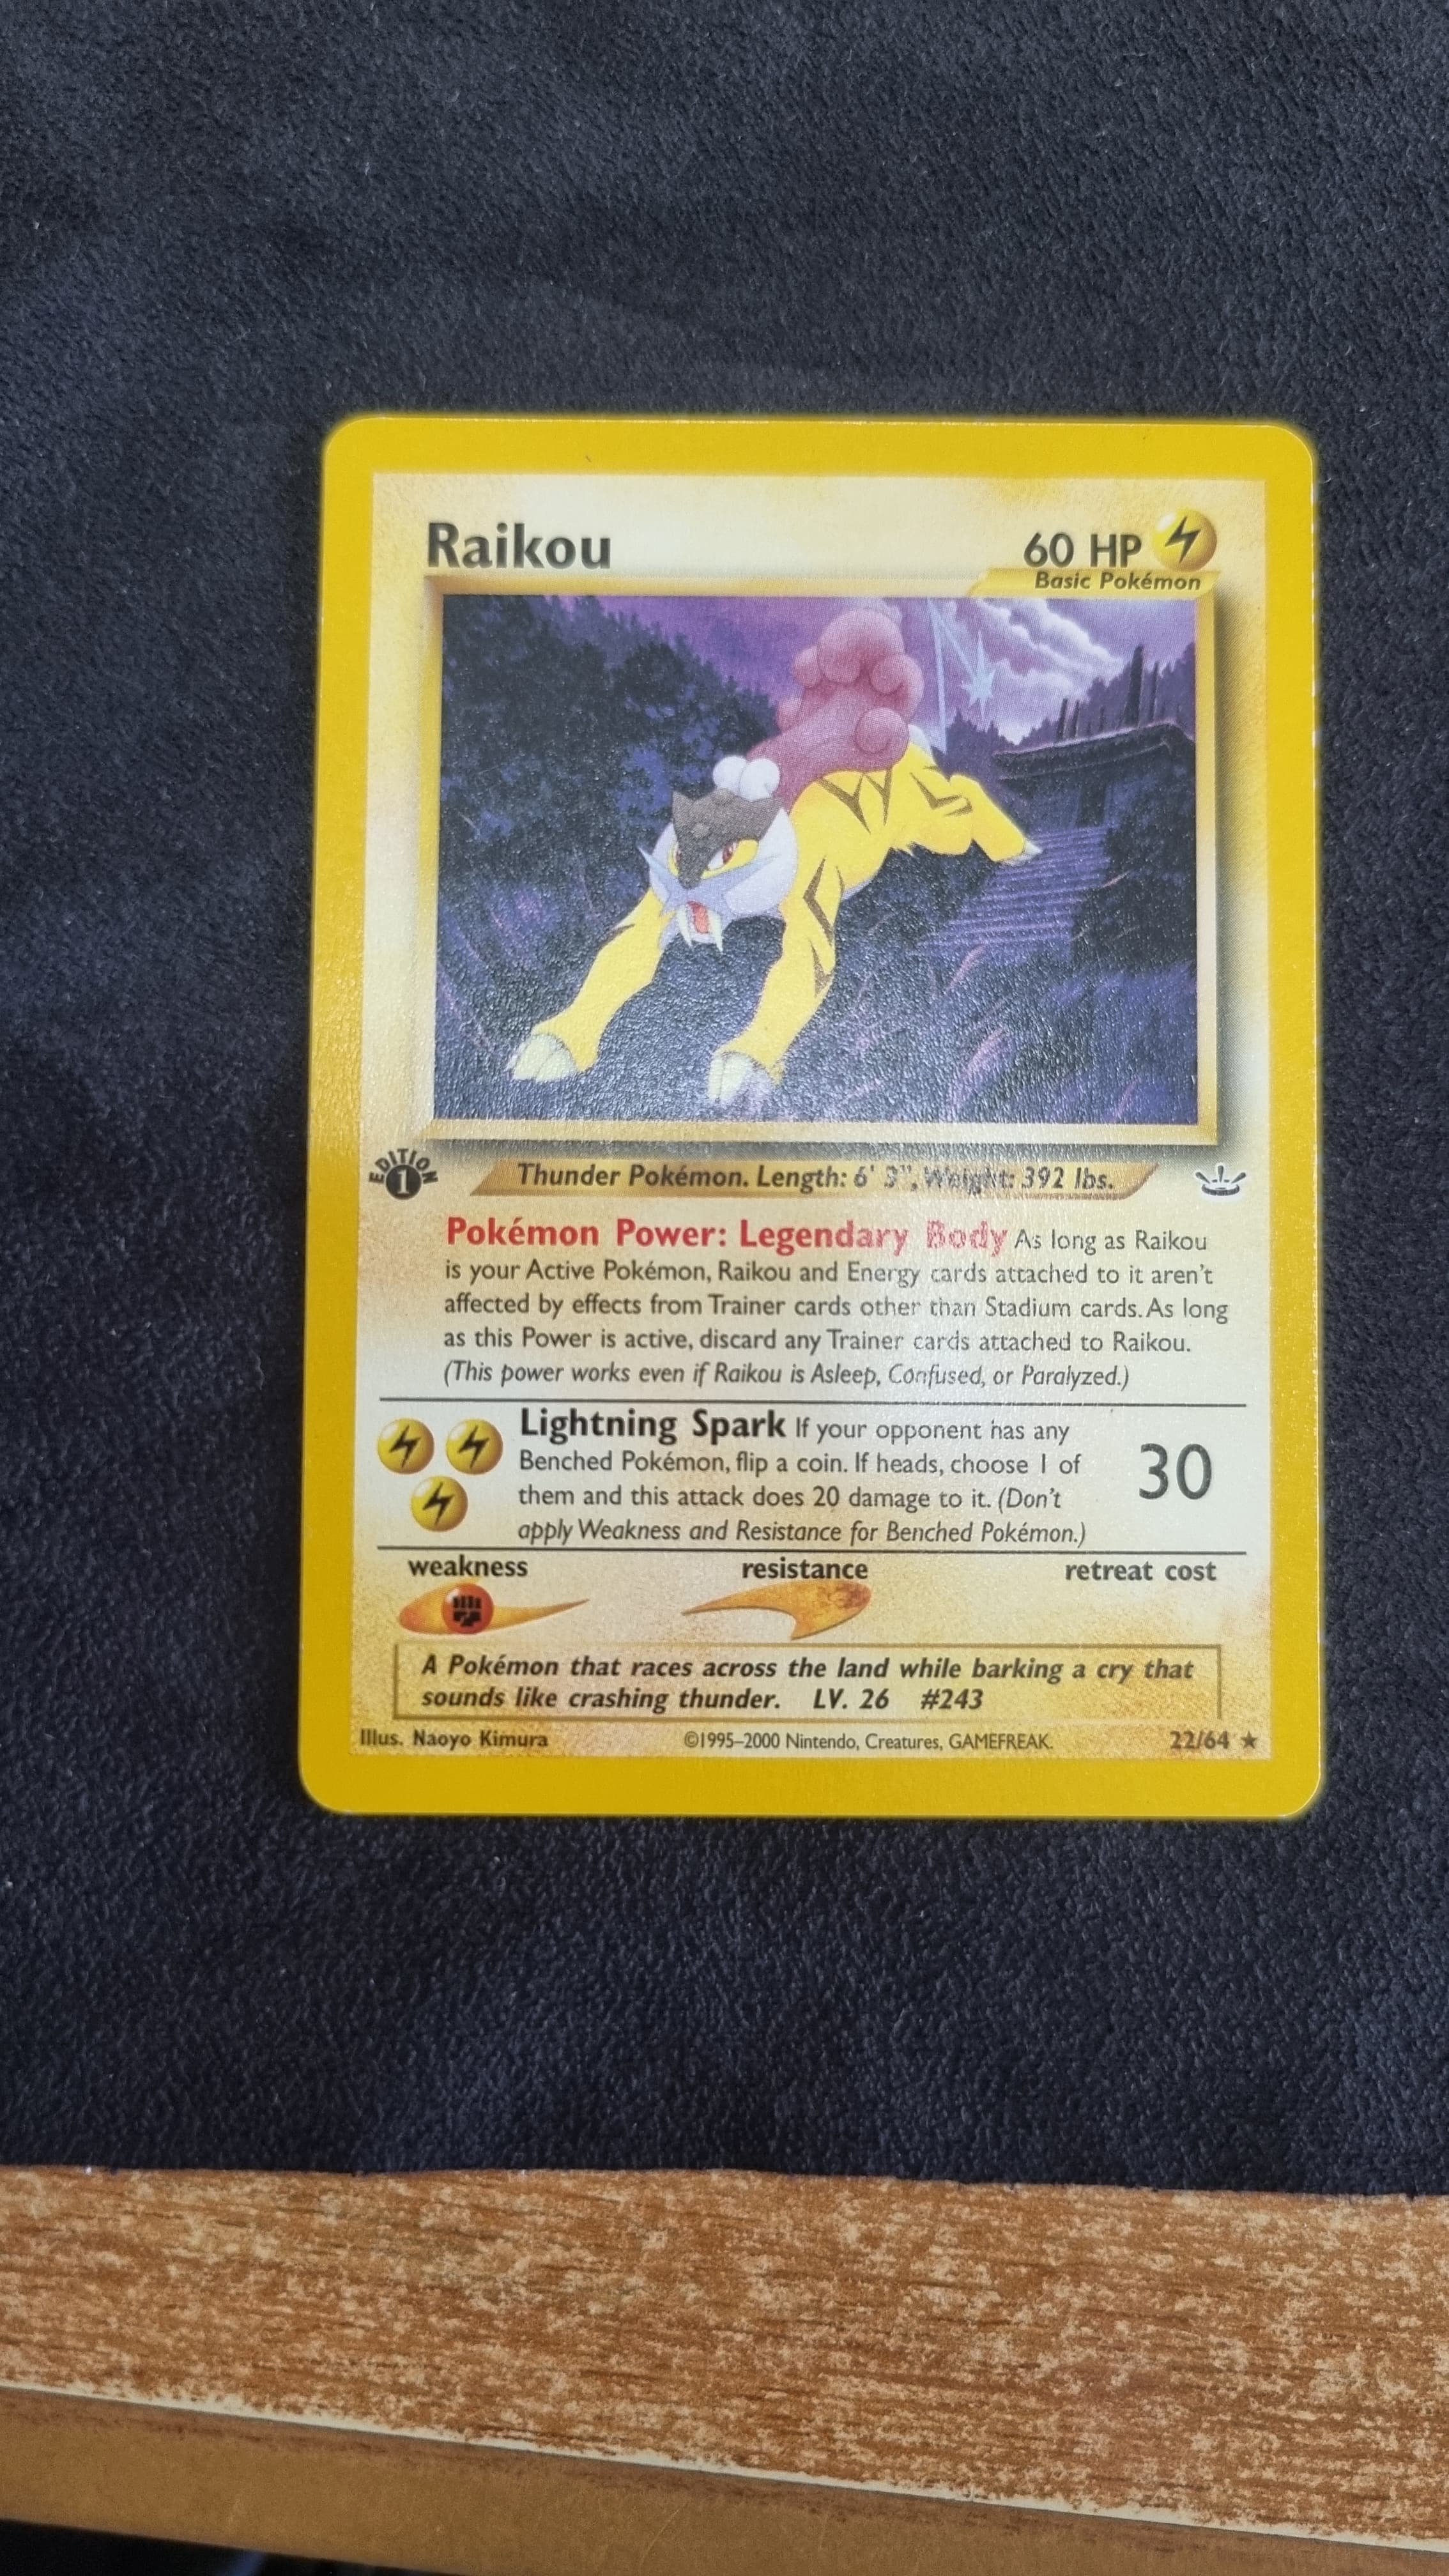 Raikou
60 HP
Basic Pokémon
EDITION
1
Thunder Pokémon. Length: 6' 3", Weight: 392 lbs.
Pokémon Power: Legendary Body As long as Raikou
is your Active Pokémon, Raikou and Energy cards attached to it aren't
affected by effects from Trainer cards other than Stadium cards. As long
as this Power is active, discard any Trainer cards attached to Raikou.
(This power works even if Raikou is Asleep, Confused, or Paralyzed.)
Lightning Spark If your opponent has any
Benched Pokémon, flip a coin. If heads, choose 1 of
them and this attack does 20 damage to it. (Don't
apply Weakness and Resistance for Benched Pokémon.)
30
weakness
resistance
retreat cost
A Pokémon that races across the land while barking a cry that
sounds like crashing thunder. LV. 26 #243
Illus. Naoyo Kimura
©1995–2000 Nintendo, Creatures, GAMEFREAK.
22/64 ★